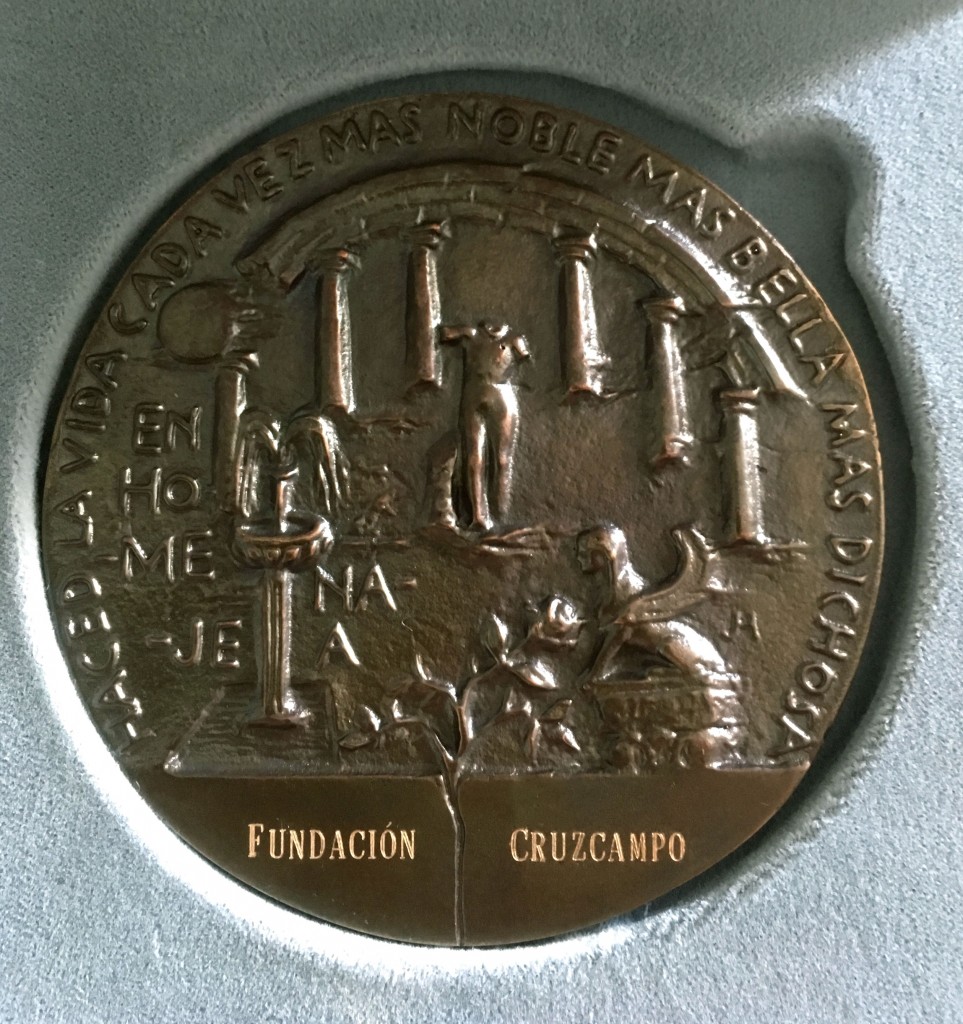 HACED LA VIDA CADA VEZ MAS NOBLE MAS BELLA MAS DICHOSA
EN
HO
-ME
NA-
-JE A
A
FUNDACIÓN CRUZCAMPO